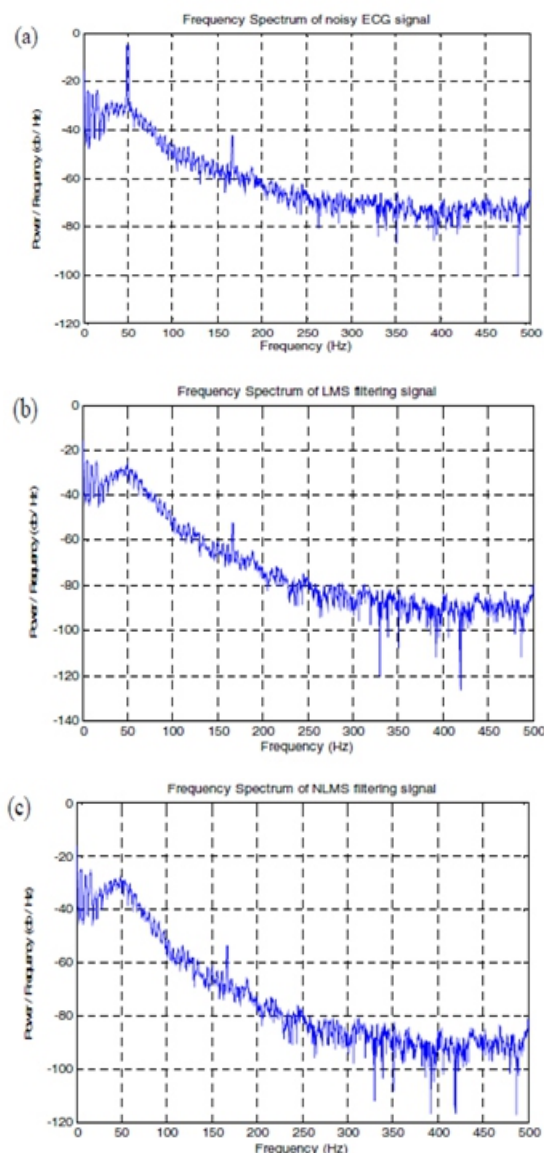 (a)
Frequency Spectrum of noisy ECG signal
Power / Frequency (db/ Hz)
0
-20
-40
-60
-80
-100
-120
0 50 100 150 200 250 300 350 400 450 500
Frequency (Hz)
(b)
Frequency Spectrum of LMS filtering signal
Power / Frequency (db/ Hz)
0
-20
-40
-60
-80
-100
-120
-140
0 50 100 150 200 250 300 350 400 450 500
Frequency (Hz)
(c)
Frequency Spectrum of NLMS filtering signal
Power / Frequency (db/ Hz)
0
-20
-40
-60
-80
-100
-120
0 50 100 150 200 250 300 350 400 450 500
Frequency (Hz)